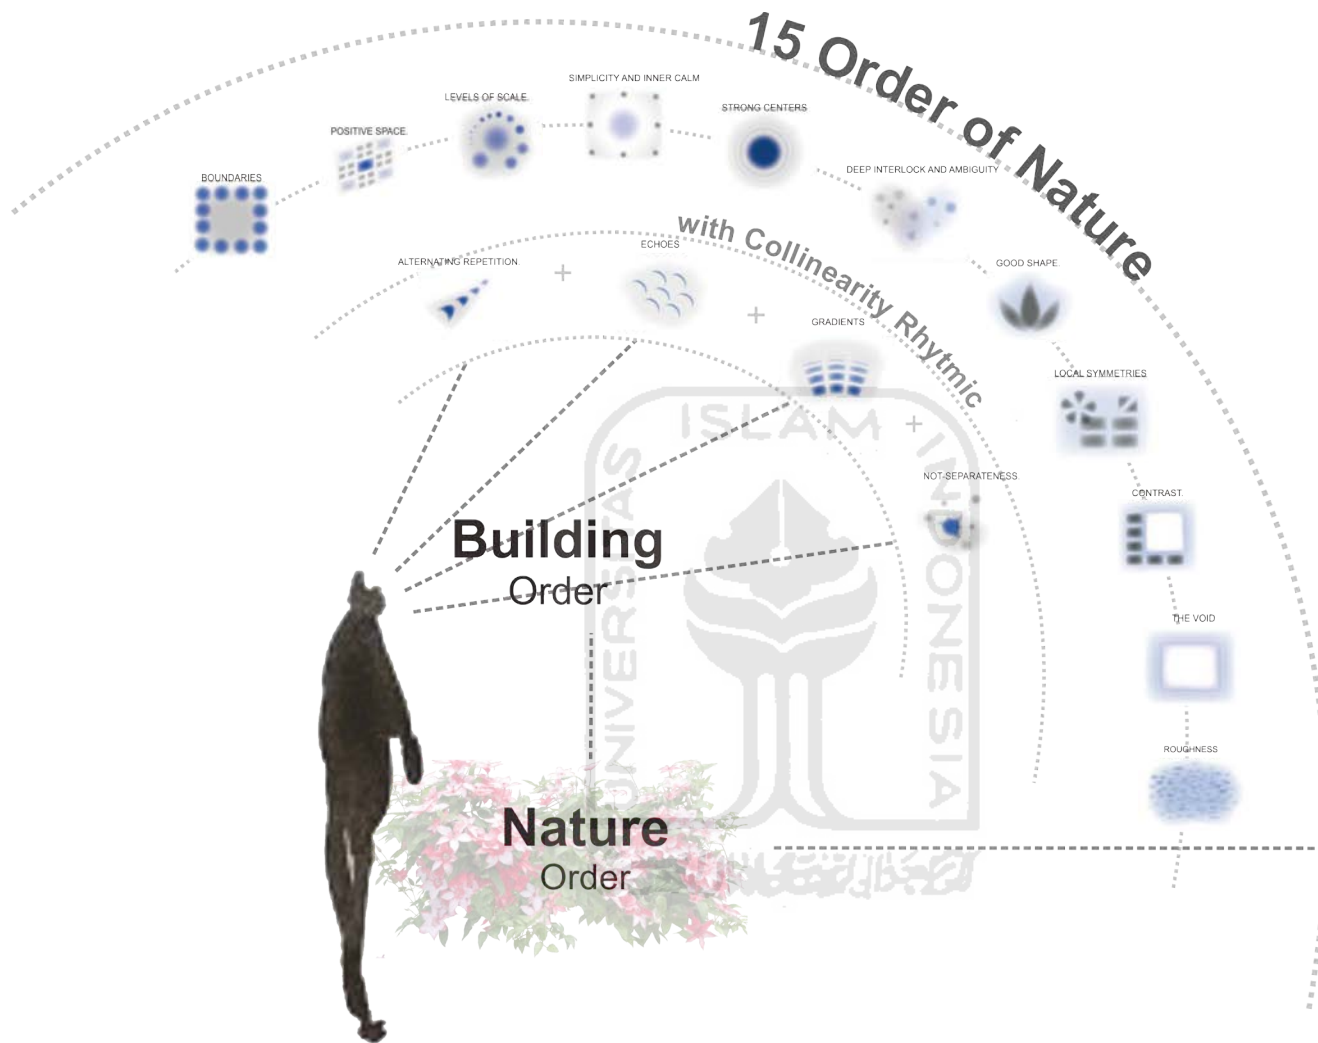 15 Order of Nature
SIMPLICITY AND INNER CALM
LEVELS OF SCALE.
STRONG CENTERS
POSITIVE SPACE.
DEEP INTERLOCK AND AMBIGUITY
BOUNDARIES
with Collinearity Rhytmic
ECHOES
ALTERNATING REPETITION.
+
GOOD SHAPE.
+
GRADIENTS
LOCAL SYMMETRIES
ISLAM
+
NOT-SEPARATENESS.
CONTRAST.
UNIVERSITAS
INDONESIA
Building
Order
THE VOID
ROUGHNESS
Nature
Order